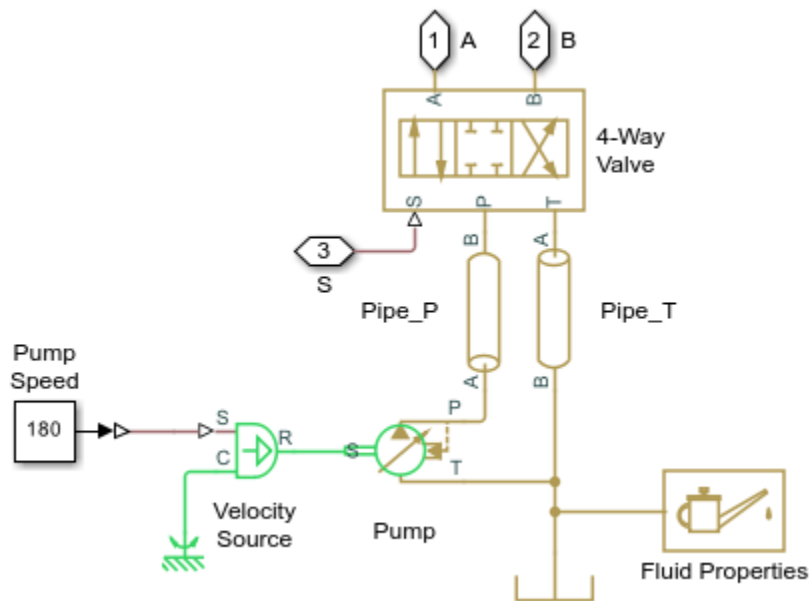 1 A
2 B
A B
4-Way
Valve
S P T
3
S
B A
Pipe_P
Pipe_T
Pump
Speed
A B
180
S
C
R
S
P
T
Velocity
Source
Pump
Fluid Properties